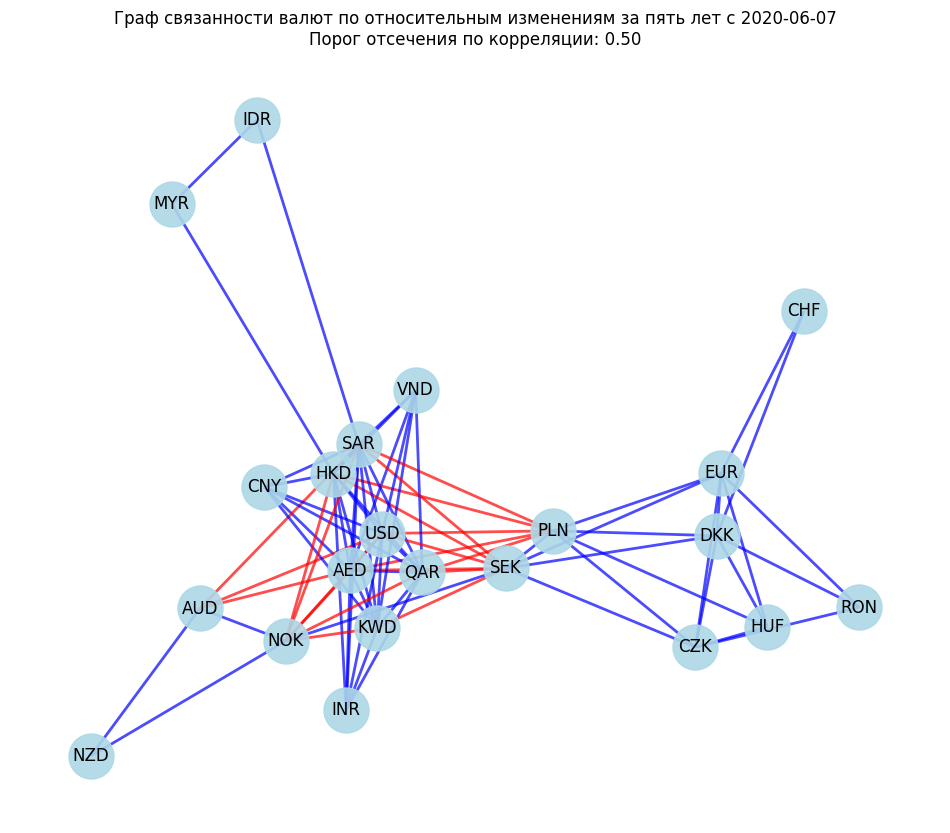 Граф связанности валют по относительным изменениям за пять лет с 2020-06-07
Порог отсечения по корреляции: 0.50
IDR
MYR
CHF
VND
SAR
HKD
EUR
CNY
USD
PLN
DKK
AED
QAR
SEK
AUD
RON
KWD
HUF
NOK
CZK
INR
NZD